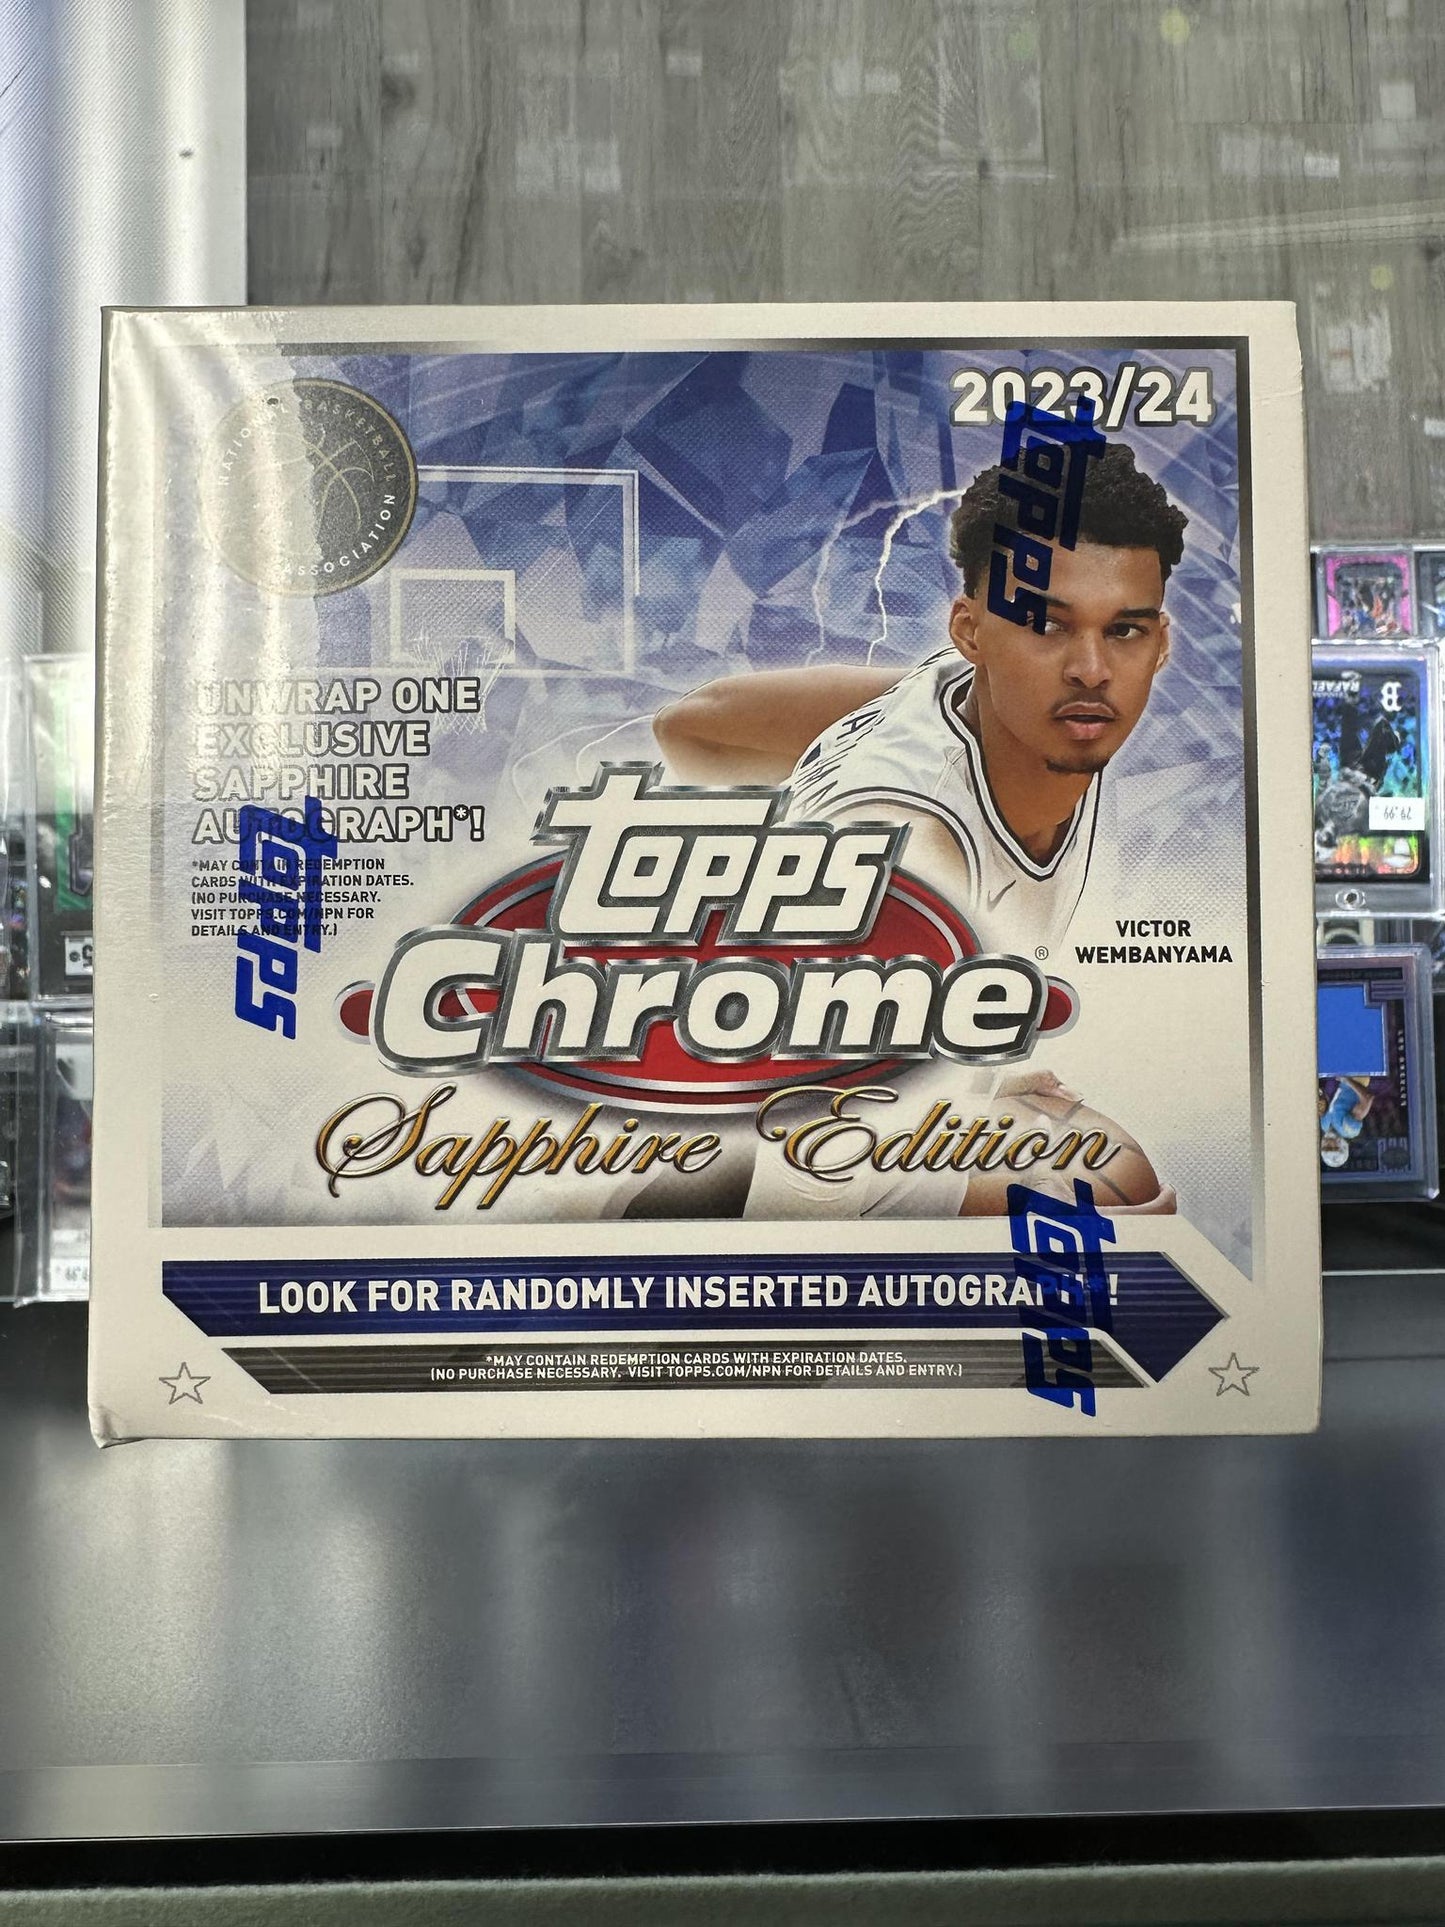 2023/24
NATIONAL BASKETBALL
ASSOCIATION
topps
UNWRAP ONE
EXCLUSIVE
SAPPHIRE
AUTOGRAPH*!
*MAY CONTAIN REDEMPTION
CARDS WITH EXPIRATION DATES.
(NO PURCHASE NECESSARY.
VISIT TOPPS.COM/NPN FOR
DETAILS AND ENTRY.)
topps
topps
Chrome®
VICTOR
WEMBANYAMA
Sapphire Edition
topps
LOOK FOR RANDOMLY INSERTED AUTOGRAPH*!
*MAY CONTAIN REDEMPTION CARDS WITH EXPIRATION DATES.
(NO PURCHASE NECESSARY. VISIT TOPPS.COM/NPN FOR DETAILS AND ENTRY.)
29.99